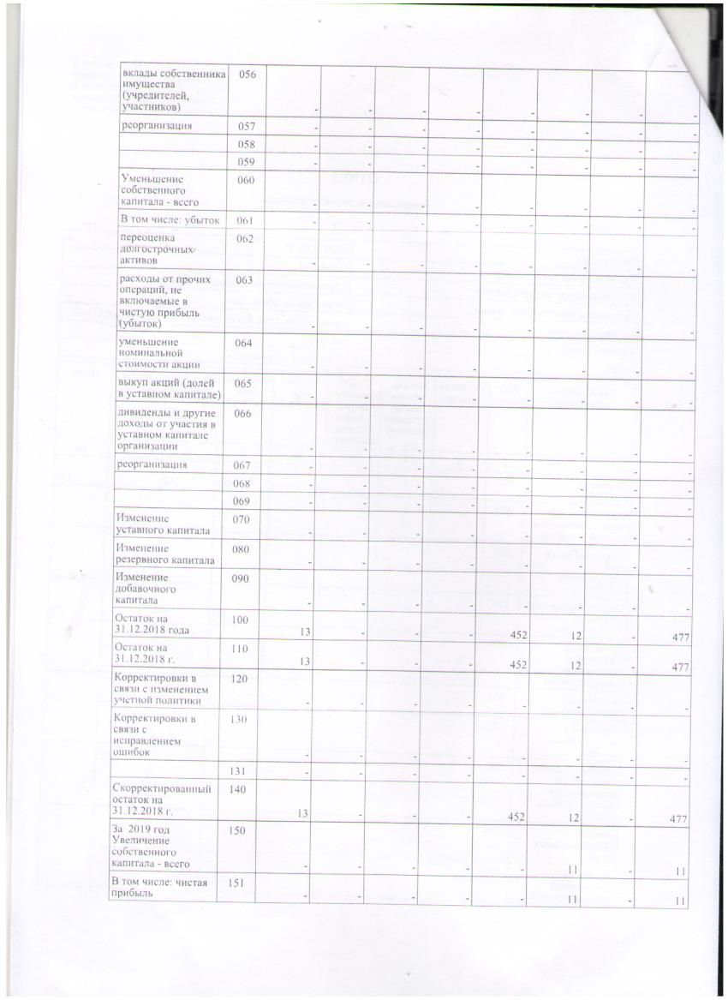 вклады собственника 056
имущества
(учредителей,
участников) - - - - - - - -
реорганизация 057 - - - - - - - -
058 - - - - - - - -
059 - - - - - - - -
Уменьшение 060
собственного
капитала - всего - - - - - - - -
В том числе: убыток 061 - - - - - - - -
переоценка 062
долгострочных
активов - - - - - - - -
расходы от прочих 063
операций, не
включаемые в
чистую прибыль
(убыток) - - - - - - - -
уменьшение 064
номинальной
стоимости акции - - - - - - - -
выкуп акций (долей 065
в уставном капитале) - - - - - - - -
дивиденды и другие 066
доходы от участия в
уставном капитале
организации - - - - - - - -
реорганизация 067 - - - - - - - -
068 - - - - - - - -
069 - - - - - - - -
Изменение 070
уставного капитала - - - - - - - -
Изменение 080
резервного капитала - - - - - - - -
Изменение 090
добавочного
капитала - - - - - - - -
Остаток на 100
31.12.2018 года 13 - - - 452 12 - 477
Остаток на 110
31.12.2018 г. 13 - - - 452 12 - 477
Корректировки в 120
связи с изменением
учетной политики - - - - - - - -
Корректировки в 130
связи с
исправлением
ошибок - - - - - - - -
131 - - - - - - - -
Скорректированный 140
остаток на
31.12.2018 г. 13 - - - 452 12 - 477
За 2019 год 150
Увеличение
собственного
капитала - всего - - - - - 11 - 11
В том числе: чистая 151
прибыль - - - - - 11 - 11